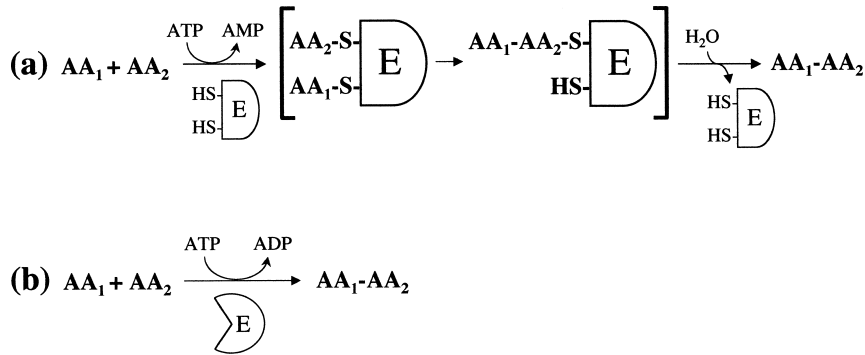 (a) AA₁ + AA₂
ATP AMP
HS-
HS-
E
AA₂-S-
AA₁-S-
E
AA₁-AA₂-S-
HS-
E
H₂O
HS-
HS-
E
AA₁-AA₂
(b) AA₁ + AA₂
ATP ADP
E
AA₁-AA₂